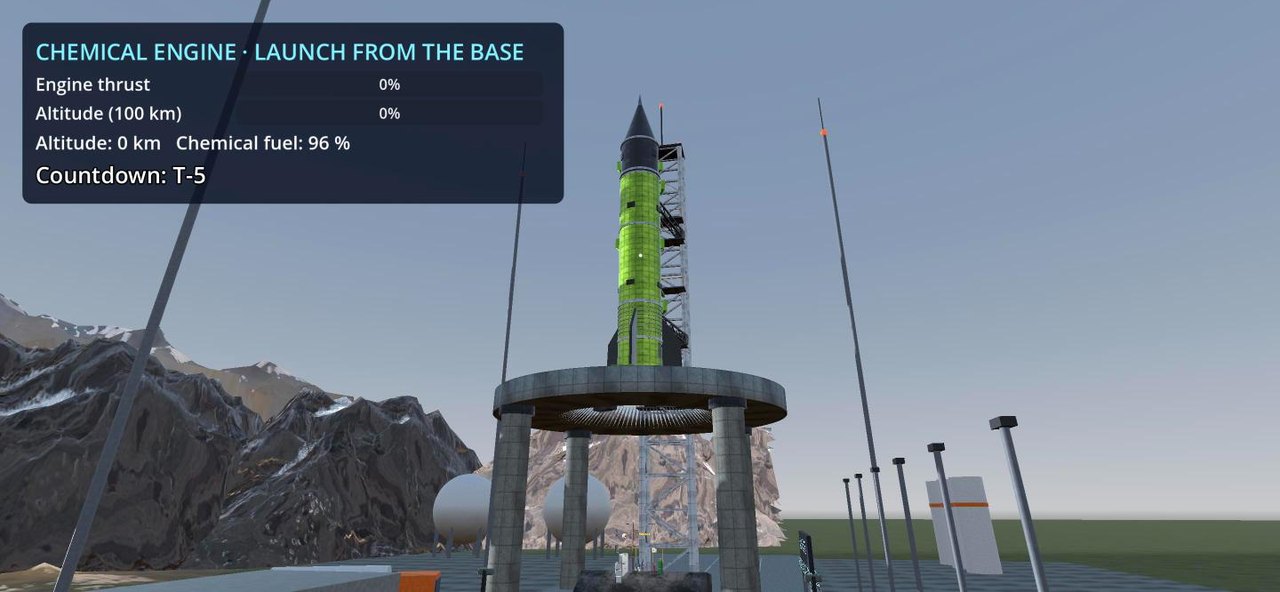 CHEMICAL ENGINE · LAUNCH FROM THE BASE
Engine thrust 0%
Altitude (100 km) 0%
Altitude: 0 km Chemical fuel: 96 %
Countdown: T-5